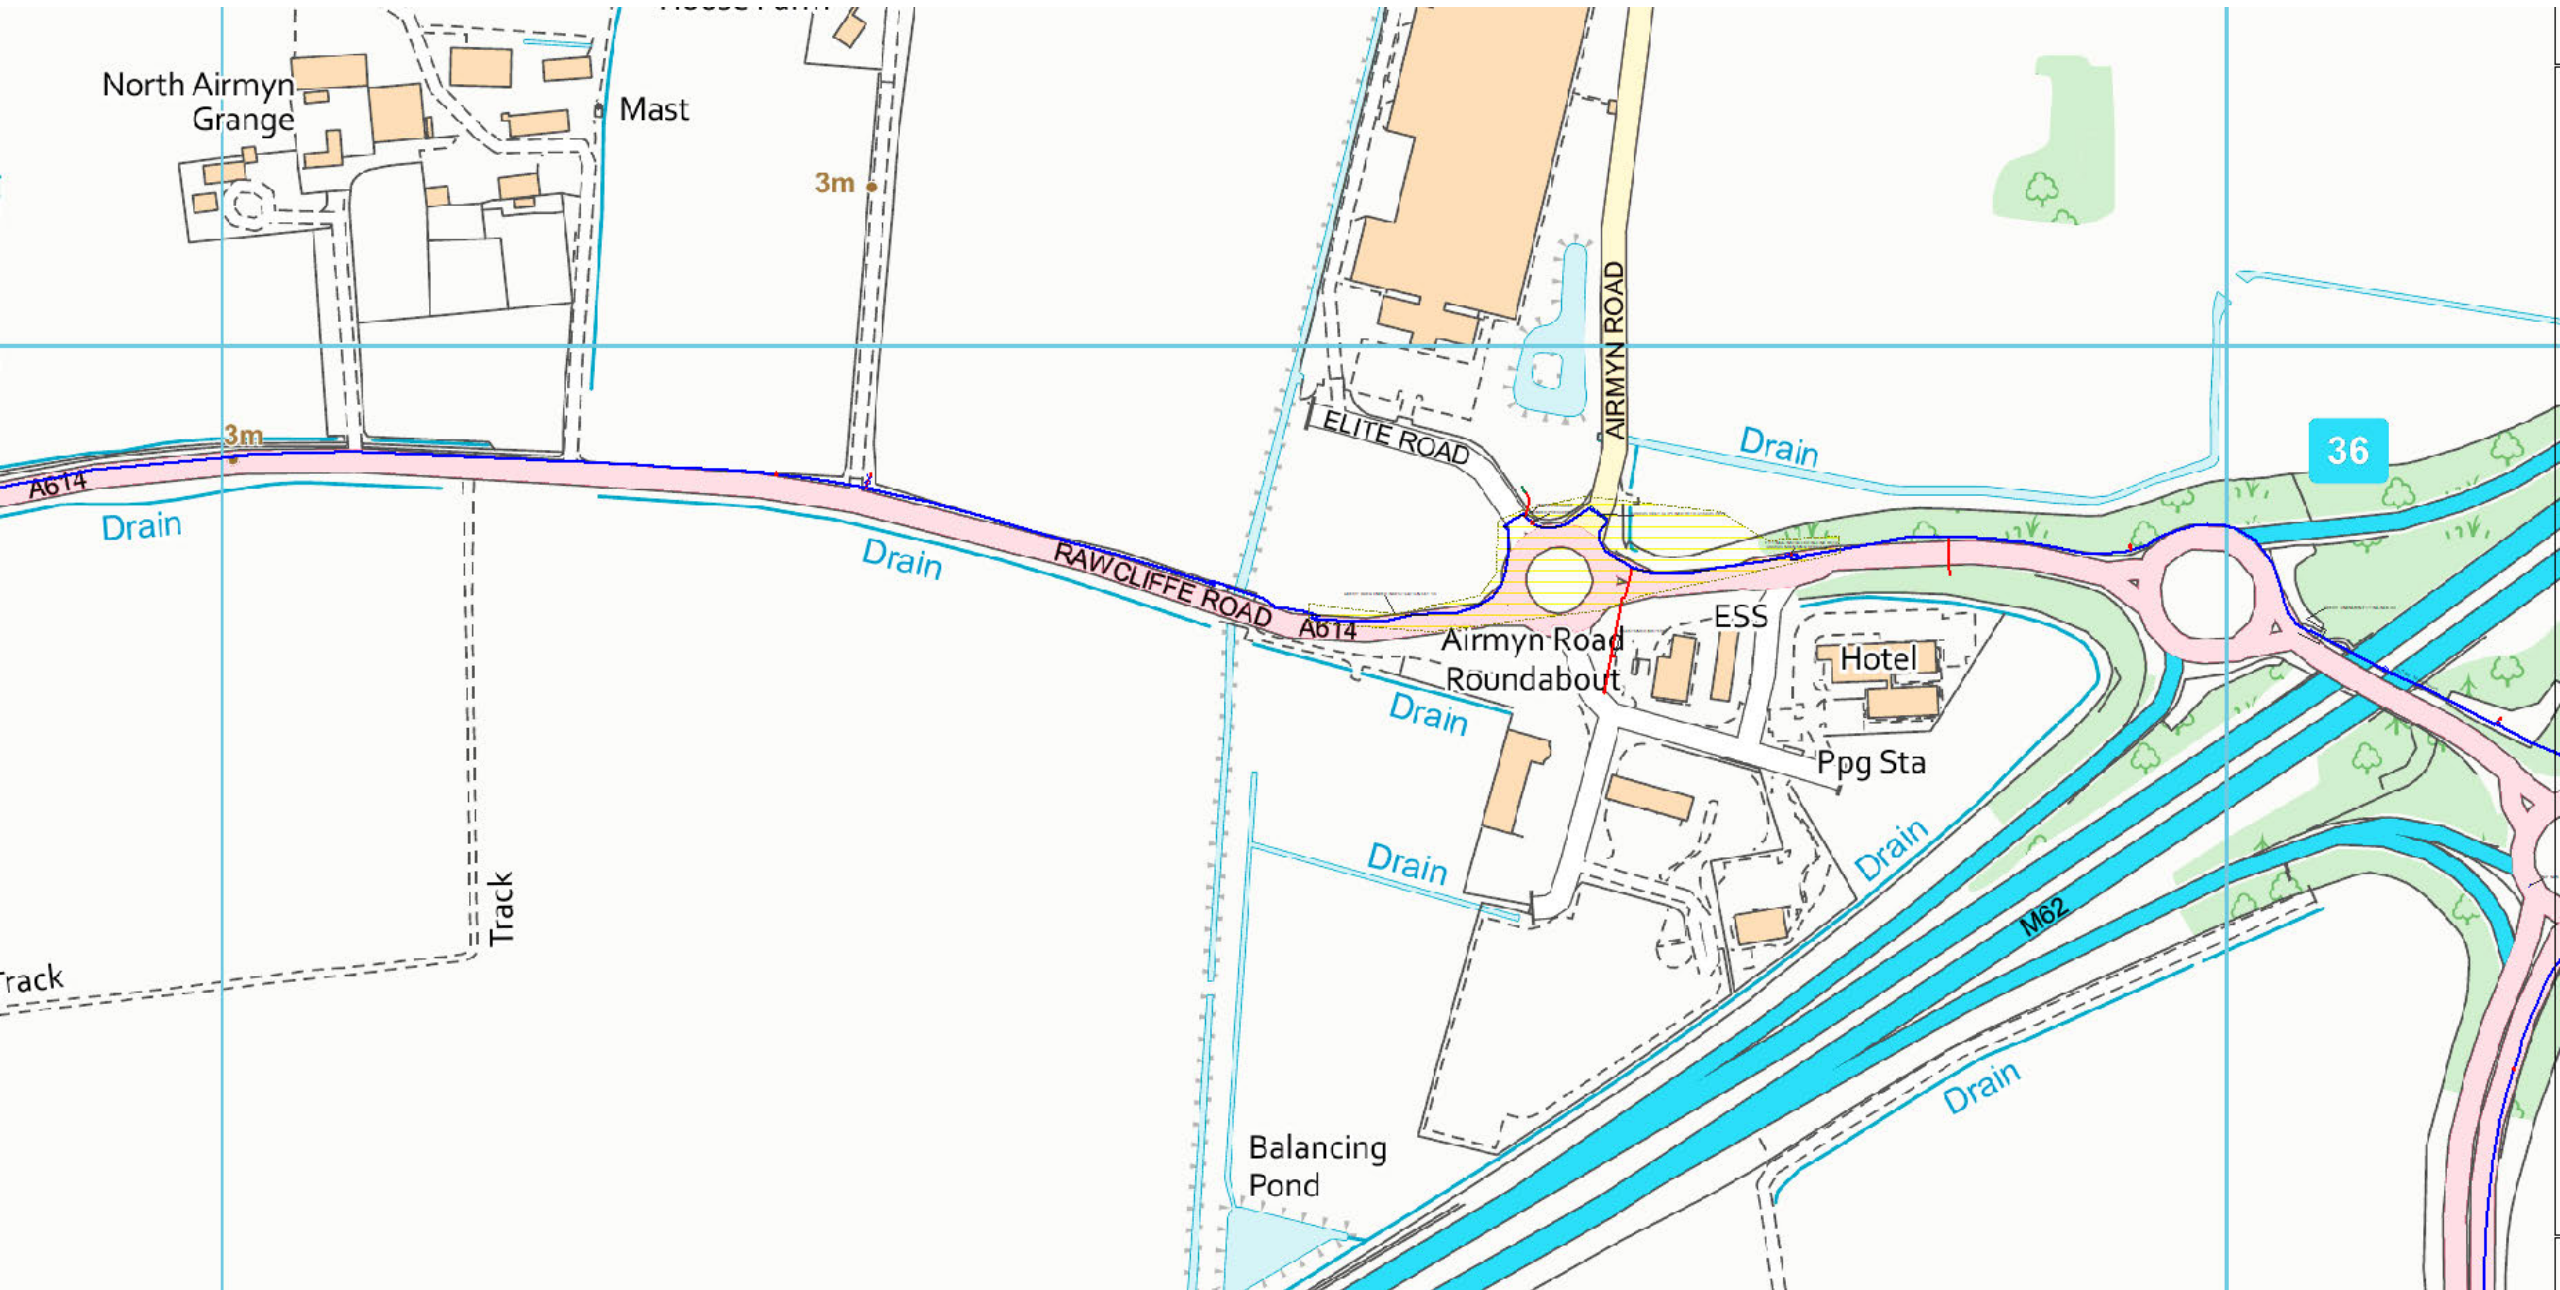 North Airmyn
Grange
Mast
3m
AIRMYN ROAD
ELITE ROAD
Drain
36
3m
A614
Drain
Drain
RAWCLIFFE ROAD
A614
Airmyn Road
Roundabout
ESS
Hotel
Drain
Ppg Sta
Drain
Drain
Track
M62
Track
Drain
Balancing
Pond